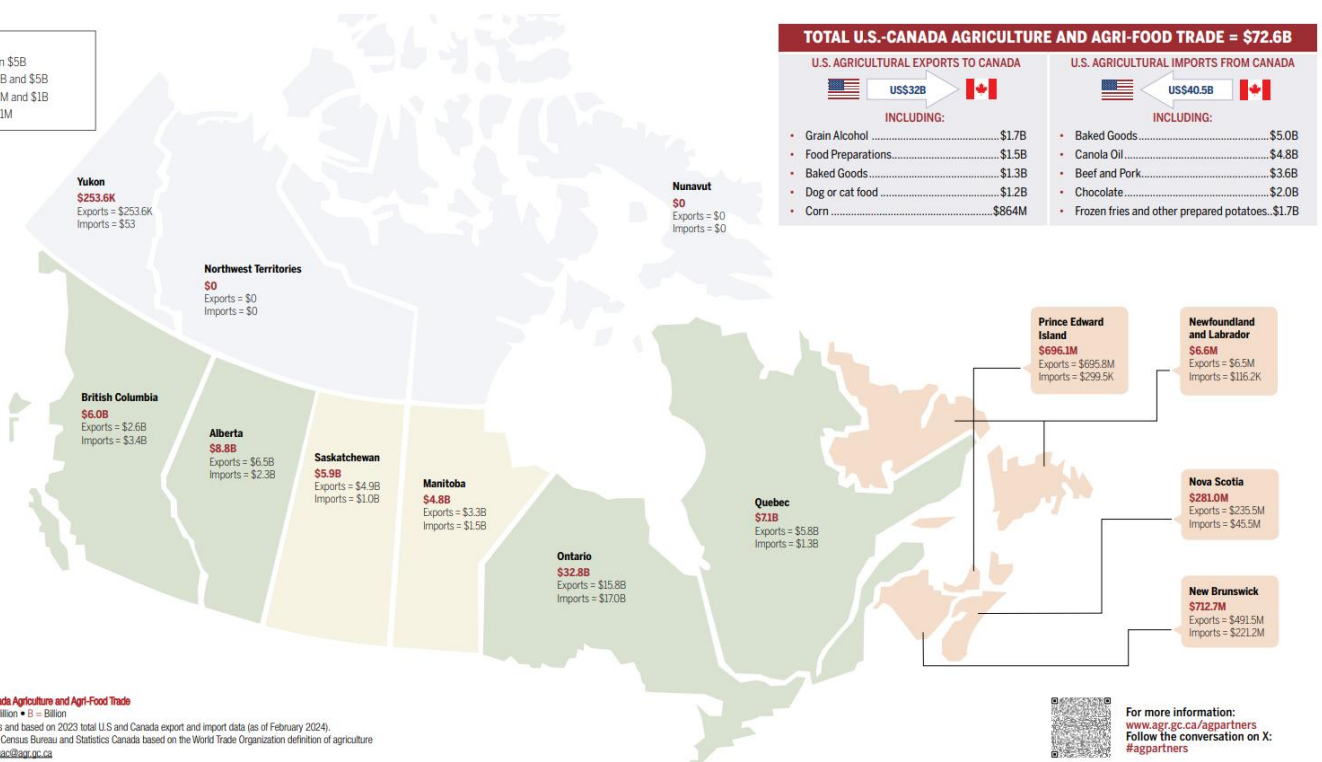 n $5B
B and $5B
M and $1B
1M
TOTAL U.S.-CANADA AGRICULTURE AND AGRI-FOOD TRADE = $72.6B
U.S. AGRICULTURAL EXPORTS TO CANADA
US$32B
INCLUDING:
• Grain Alcohol ........................................ $1.7B
• Food Preparations.................................. $1.5B
• Baked Goods......................................... $1.3B
• Dog or cat food ..................................... $1.2B
• Corn ..................................................$864M
U.S. AGRICULTURAL IMPORTS FROM CANADA
US$40.5B
INCLUDING:
• Baked Goods......................................... $5.0B
• Canola Oil............................................. $4.8B
• Beef and Pork........................................ $3.6B
• Chocolate.............................................. $2.0B
• Frozen fries and other prepared potatoes..$1.7B
Yukon
$253.6K
Exports = $253.6K
Imports = $53
Northwest Territories
$0
Exports = $0
Imports = $0
Nunavut
$0
Exports = $0
Imports = $0
British Columbia
$6.0B
Exports = $2.6B
Imports = $3.4B
Alberta
$8.8B
Exports = $6.5B
Imports = $2.3B
Saskatchewan
$5.9B
Exports = $4.9B
Imports = $1.0B
Manitoba
$4.8B
Exports = $3.3B
Imports = $1.5B
Ontario
$32.8B
Exports = $15.8B
Imports = $17.0B
Quebec
$7.1B
Exports = $5.8B
Imports = $1.3B
Prince Edward
Island
$696.1M
Exports = $695.8M
Imports = $299.5K
Newfoundland
and Labrador
$6.6M
Exports = $6.5M
Imports = $116.2K
Nova Scotia
$281.0M
Exports = $235.5M
Imports = $45.5M
New Brunswick
$712.7M
Exports = $491.5M
Imports = $221.2M
ada Agriculture and Agri-Food Trade
illion • B = Billion
s and based on 2023 total U.S and Canada export and import data (as of February 2024).
Census Bureau and Statistics Canada based on the World Trade Organization definition of agriculture
ac@agr.gc.ca
For more information:
www.agr.gc.ca/agpartners
Follow the conversation on X:
#agpartners